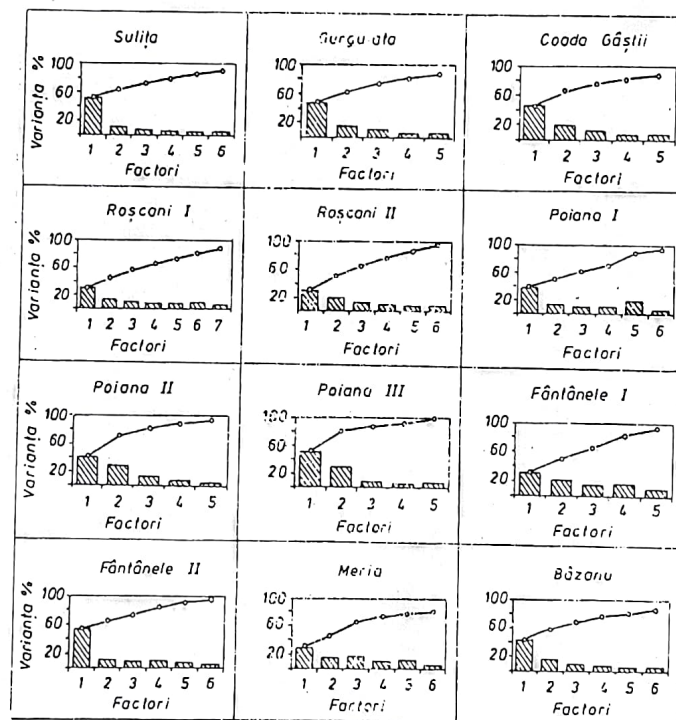 Sulița
Gurguiata
Coada Gâștii
Varianța %
100
60
20
1 2 3 4 5 6
Factori
100
60
20
1 2 3 4 5
Factori
100
60
20
1 2 3 4 5
Factori
Roșcani I
Roșcani II
Poiana I
Varianța %
100
60
20
1 2 3 4 5 6 7
Factori
100
60
20
1 2 3 4 5 6
Factori
100
60
20
1 2 3 4 5 6
Factori
Poiana II
Poiana III
Fântânele I
Varianța %
100
60
20
1 2 3 4 5
Factori
100
60
20
1 2 3 4 5
Factori
100
60
20
1 2 3 4 5
Factori
Fântânele II
Meria
Bâzanu
Varianța %
100
60
20
1 2 3 4 5 6
Factori
100
60
20
1 2 3 4 5 6
Factori
100
60
20
1 2 3 4 5 6
Factori